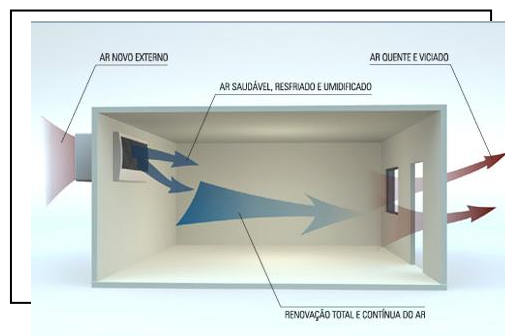 AR NOVO EXTERNO
AR QUENTE E VICIADO
AR SAUDÁVEL, RESFRIADO E UMIDIFICADO
RENOVAÇÃO TOTAL E CONTÍNUA DO AR